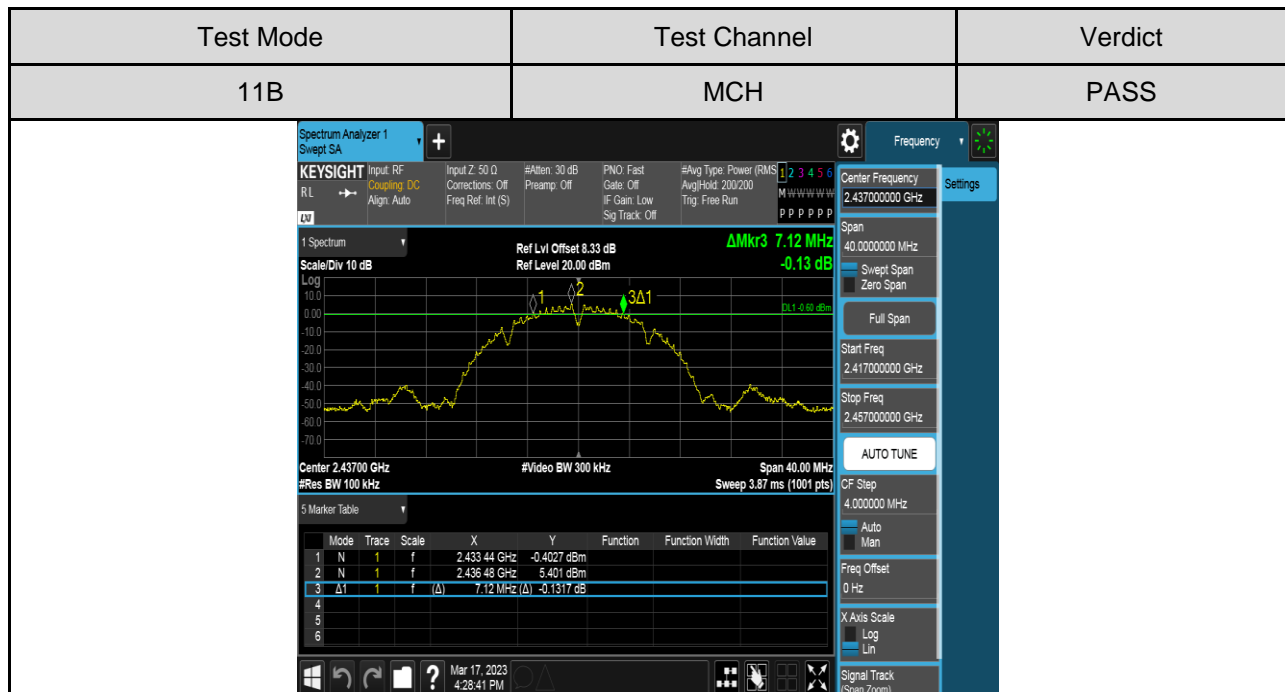 Test Mode Test Channel Verdict
11B MCH PASS
Spectrum Analyzer 1
Swept SA
+
Frequency
KEYSIGHT Input: RF Input Z: 50 Ω #Atten: 30 dB PNO: Fast #Avg Type: Power (RMS 1 2 3 4 5 6
RL Coupling: DC Corrections: Off Preamp: Off Gate: Off Avg|Hold: 200/200 M W W W W W
Align: Auto Freq Ref: Int (S) IF Gain: Low Trig: Free Run
LXI Sig Track: Off P P P P P P
1 Spectrum Ref Lvl Offset 8.33 dB ΔMkr3 7.12 MHz
Scale/Div 10 dB Ref Level 20.00 dBm -0.13 dB
Log
10.0
0.00
-10.0
-20.0
-30.0
-40.0
-50.0
-60.0
-70.0
1 2 3Δ1
DL1 -0.60 dBm
Center 2.43700 GHz #Video BW 300 kHz Span 40.00 MHz
#Res BW 100 kHz Sweep 3.87 ms (1001 pts)
5 Marker Table
Mode Trace Scale X Y Function Function Width Function Value
1 N 1 f 2.433 44 GHz -0.4027 dBm
2 N 1 f 2.436 48 GHz 5.401 dBm
3 Δ1 1 f (Δ) 7.12 MHz (Δ) -0.1317 dB
4
5
6
? Mar 17, 2023
4:28:41 PM
Center Frequency
2.437000000 GHz
Settings
Span
40.0000000 MHz
Swept Span
Zero Span
Full Span
Start Freq
2.417000000 GHz
Stop Freq
2.457000000 GHz
AUTO TUNE
CF Step
4.000000 MHz
Auto
Man
Freq Offset
0 Hz
X Axis Scale
Log
Lin
Signal Track
(Span Zoom)